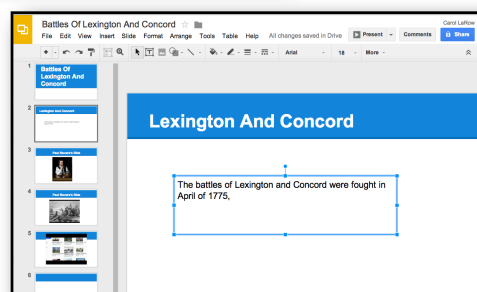 Battles Of Lexington And Concord
Carol LaRow
File Edit View Insert Slide Format Arrange Tools Table Help All changes saved in Drive
Present Comments Share
Arial 18 More
1 Battles Of
Lexington And
Concord
2 Lexington And Concord
3 Paul Revere's Ride
4 Paul Revere's Ride
5
6
Lexington And Concord
The battles of Lexington and Concord were fought in
April of 1775,